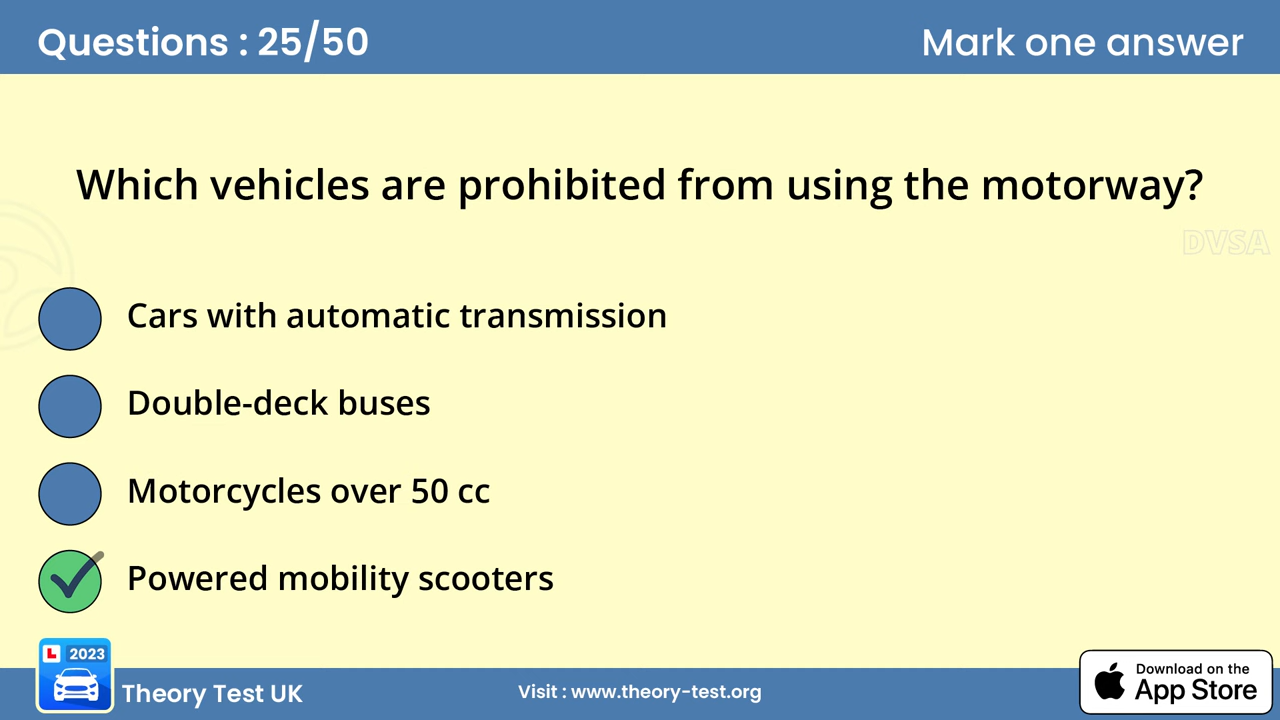 Questions : 25/50
Mark one answer
Which vehicles are prohibited from using the motorway?
DVSA
Cars with automatic transmission
Double-deck buses
Motorcycles over 50 cc
Powered mobility scooters
L 2023
Theory Test UK
Visit : www.theory-test.org
Download on the
App Store